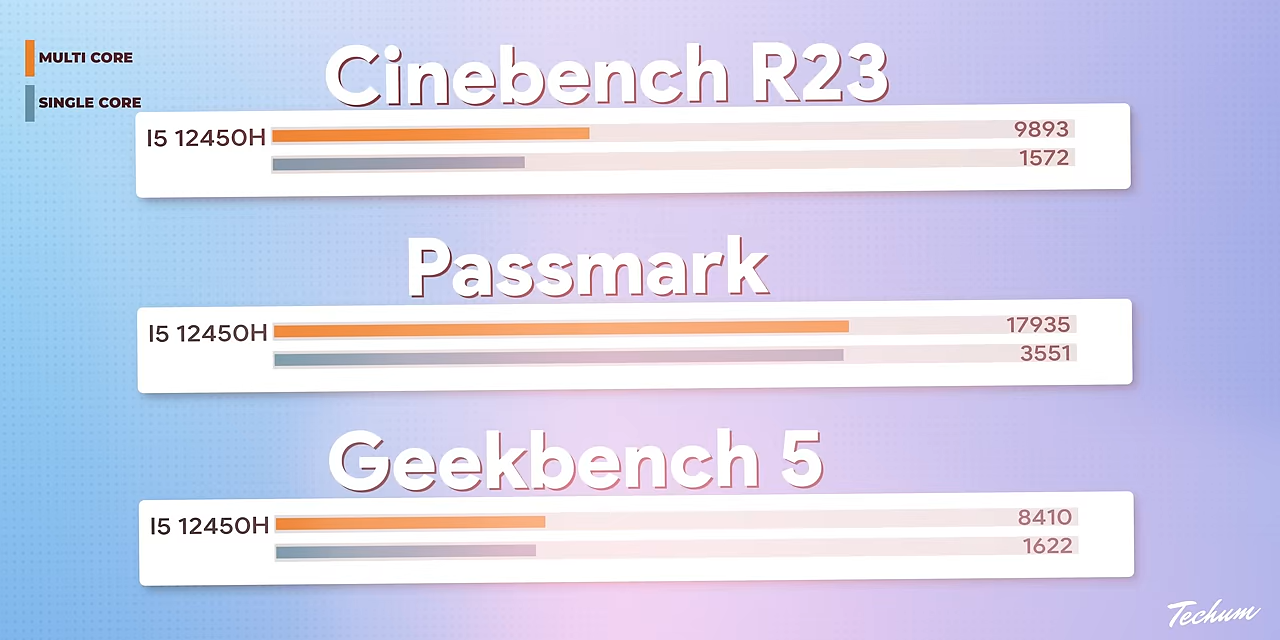 MULTI CORE
SINGLE CORE
Cinebench R23
I5 12450H
9893
1572
Passmark
I5 12450H
17935
3551
Geekbench 5
I5 12450H
8410
1622
Techum